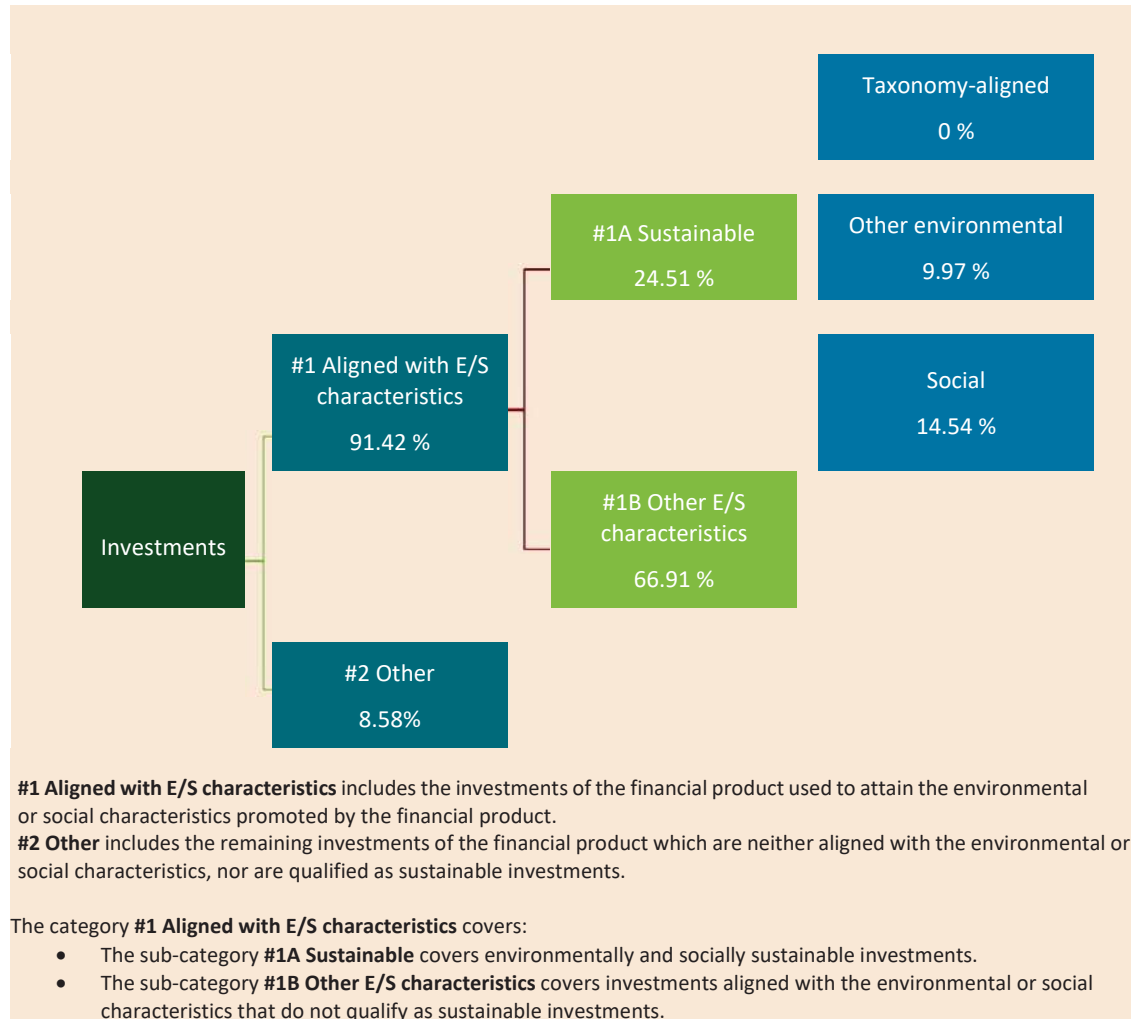 Taxonomy-aligned
0 %
#1A Sustainable
24.51 %
Other environmental
9.97 %
#1 Aligned with E/S
characteristics
91.42 %
Social
14.54 %
Investments
#1B Other E/S
characteristics
66.91 %
#2 Other
8.58%
#1 Aligned with E/S characteristics includes the investments of the financial product used to attain the environmental
or social characteristics promoted by the financial product.
#2 Other includes the remaining investments of the financial product which are neither aligned with the environmental or
social characteristics, nor are qualified as sustainable investments.
The category #1 Aligned with E/S characteristics covers:
• The sub-category #1A Sustainable covers environmentally and socially sustainable investments.
• The sub-category #1B Other E/S characteristics covers investments aligned with the environmental or social
characteristics that do not qualify as sustainable investments.